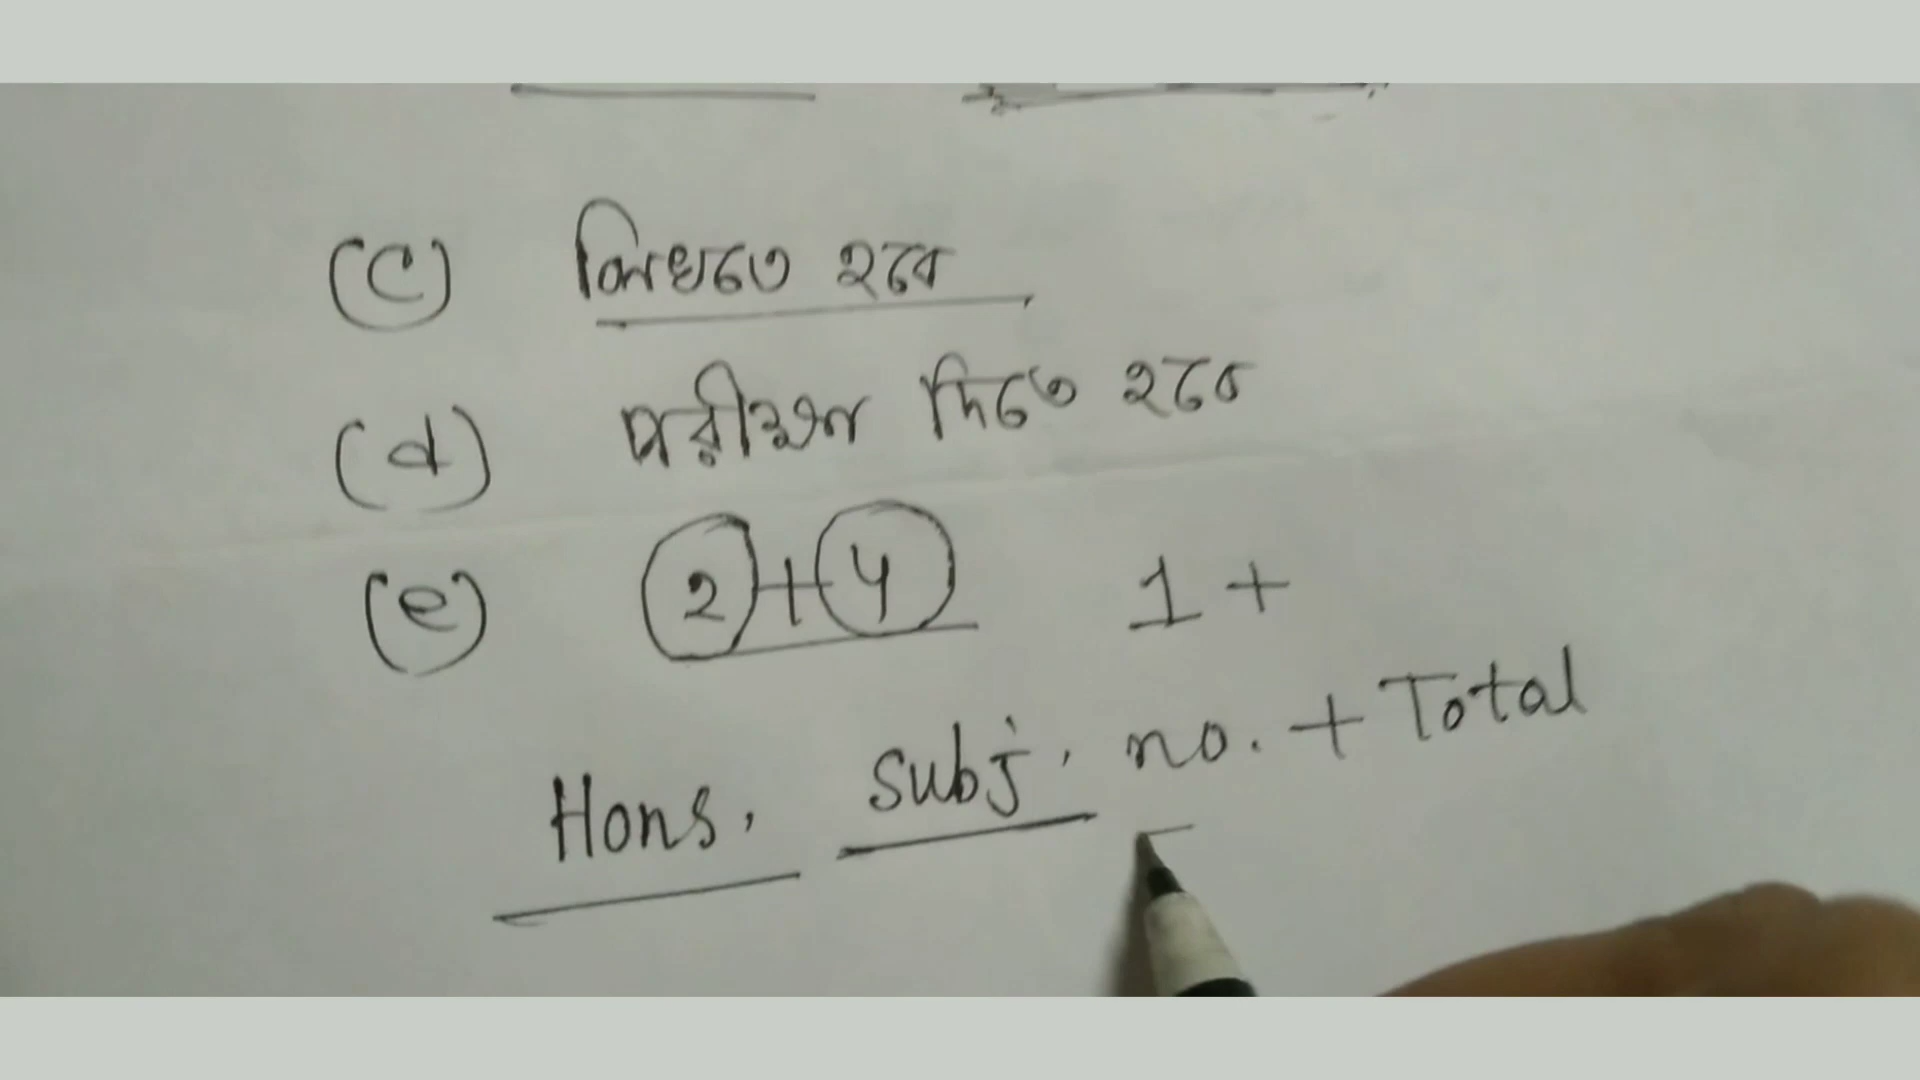 (c) লিখতে হবে
(d) পরীক্ষা দিতে হবে
(e) 2+4 1+
Hons. Subj. no. + Total